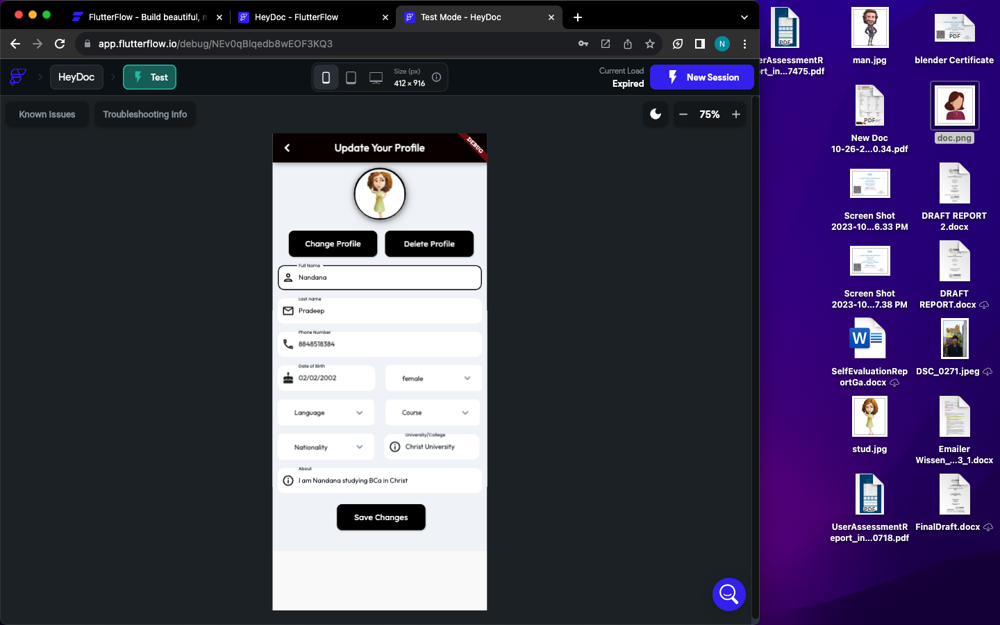 FlutterFlow - Build beautiful, r
HeyDoc - FlutterFlow
Test Mode - HeyDoc
app.flutterflow.io/debug/NEv0qBlqedb8wEOF3KQ3
N
HeyDoc
Test
Size (px)
412 × 916
Current Load
Expired
New Session
Known Issues
Troubleshooting Info
75%
Update Your Profile
DEBUG
Change Profile
Delete Profile
Full Name
Nandana
Last name
Pradeep
Phone Number
8848518384
Date of Birth
02/02/2002
female
Language
Course
Nationality
University/College
Christ University
About
I am Nandana studying BCa in Christ
Save Changes
PDF
erAssessmentR
ort_in...7475.pdf
man.jpg
PDF
blender Certificate
PDF
New Doc
10-26-2...0.34.pdf
doc.png
Screen Shot
2023-10...6.33 PM
DRAFT REPORT
2.docx
Screen Shot
2023-10...7.38 PM
DRAFT
REPORT.docx
W
SelfEvaluationRep
ortGa.docx
DSC_0271.jpeg
stud.jpg
Emailer
Wissen_...3_1.docx
PDF
UserAssessmentR
eport_in...0718.pdf
FinalDraft.docx